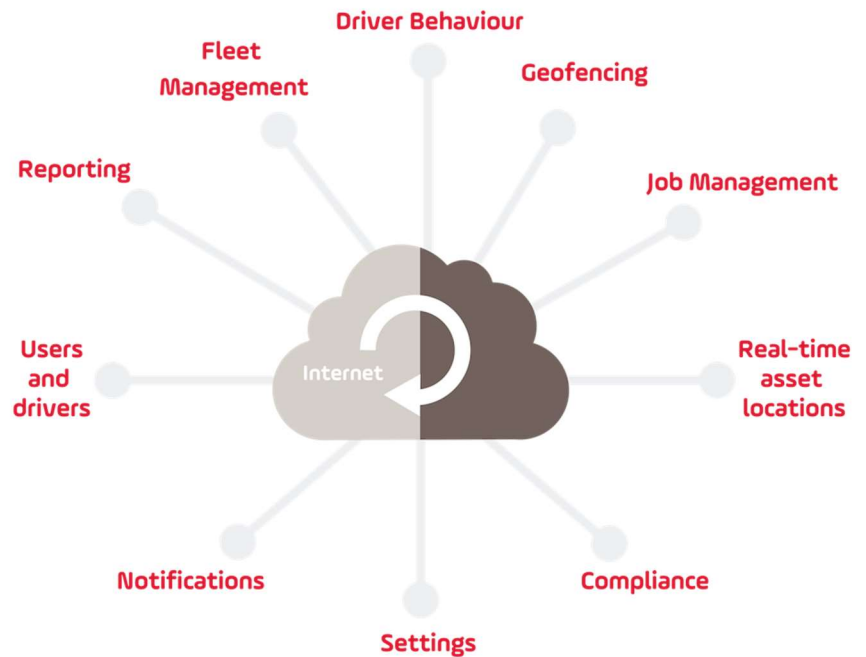 Driver Behaviour
Fleet
Management
Geofencing
Reporting
Job Management
Internet
Users
and
drivers
Real-time
asset
locations
Notifications
Compliance
Settings